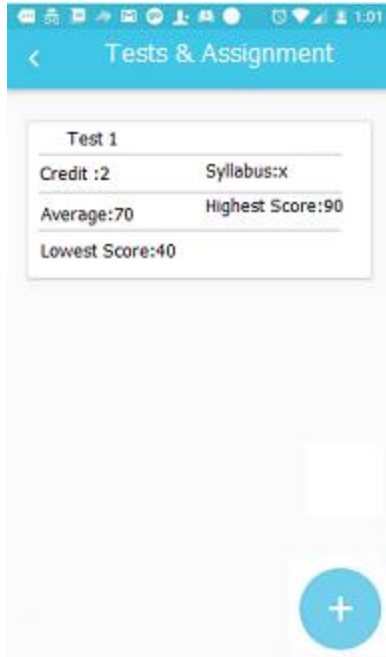 1:01
Tests & Assignment
Test 1
Credit :2 Syllabus:x
Average:70 Highest Score:90
Lowest Score:40
+